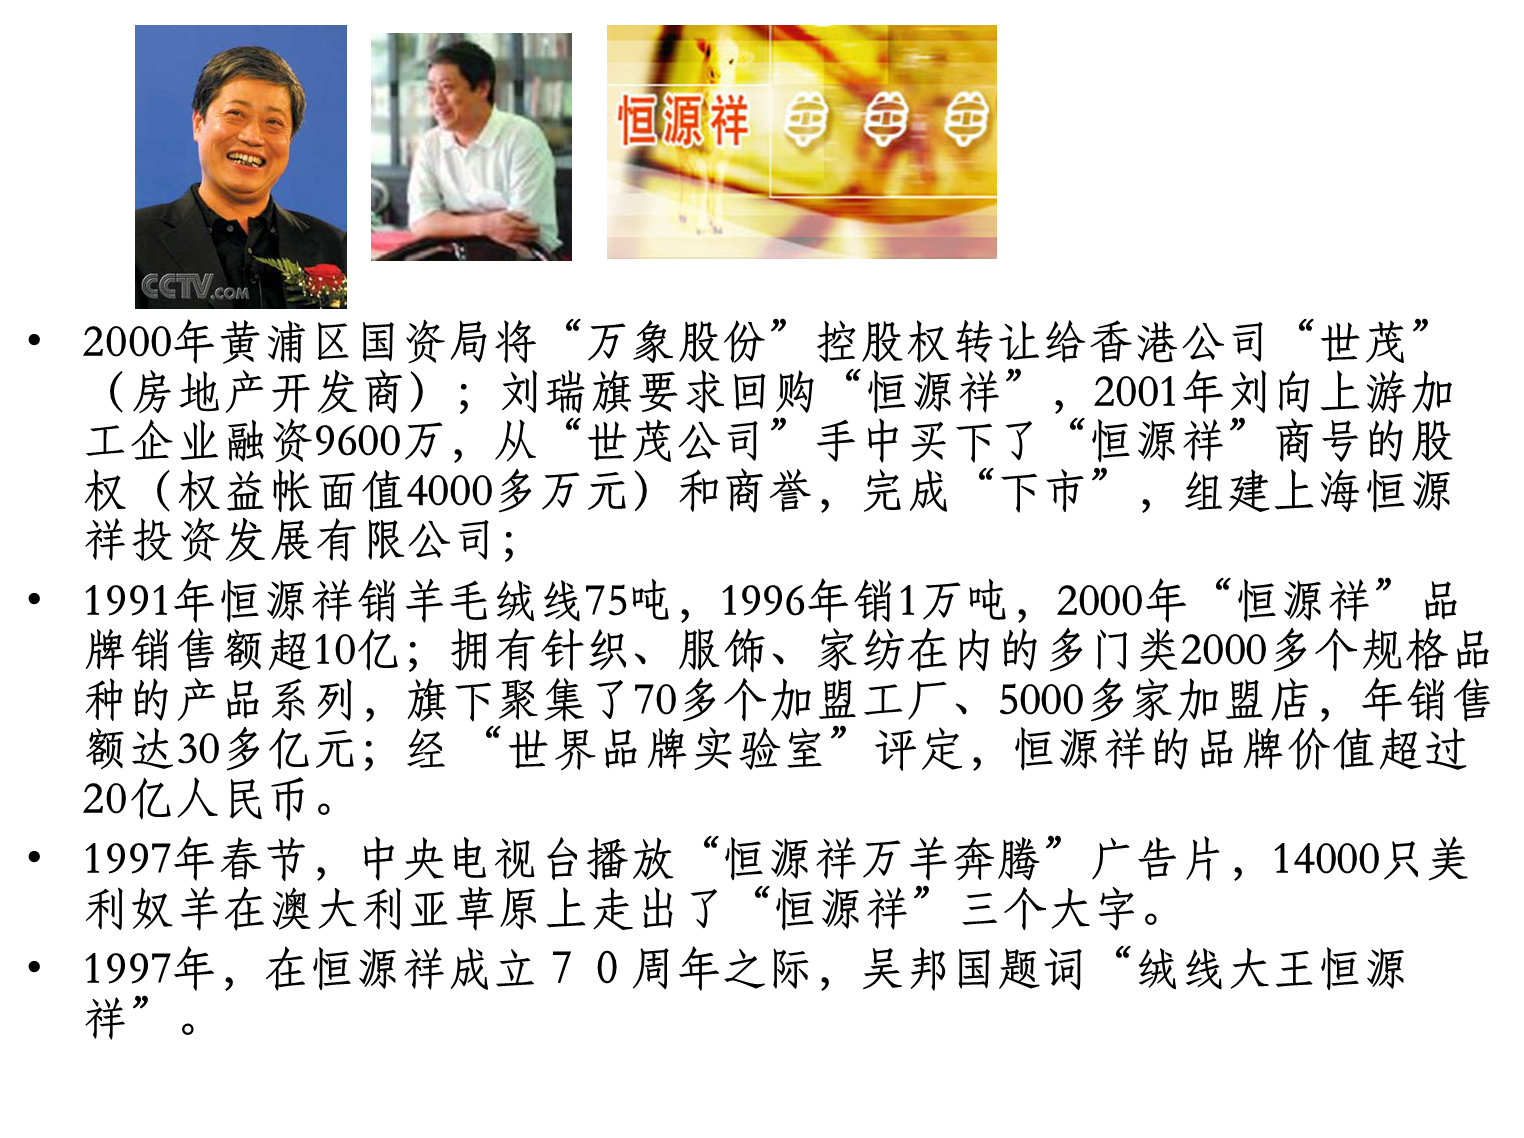 CCTV.COM
恒源祥
• 2000年黄浦区国资局将“万象股份”控股权转让给香港公司“世茂”
（房地产开发商）；刘瑞旗要求回购“恒源祥”，2001年刘向上游加
工企业融资9600万，从“世茂公司”手中买下了“恒源祥”商号的股
权（权益帐面值4000多万元）和商誉，完成“下市”，组建上海恒源
祥投资发展有限公司；
• 1991年恒源祥销羊毛绒线75吨，1996年销1万吨，2000年“恒源祥”品
牌销售额超10亿；拥有针织、服饰、家纺在内的多门类2000多个规格品
种的产品系列，旗下聚集了70多个加盟工厂、5000多家加盟店，年销售
额达30多亿元；经 “世界品牌实验室”评定，恒源祥的品牌价值超过
20亿人民币。
• 1997年春节，中央电视台播放“恒源祥万羊奔腾”广告片，14000只美
利奴羊在澳大利亚草原上走出了“恒源祥”三个大字。
• 1997年，在恒源祥成立７０周年之际，吴邦国题词“绒线大王恒源
祥”。